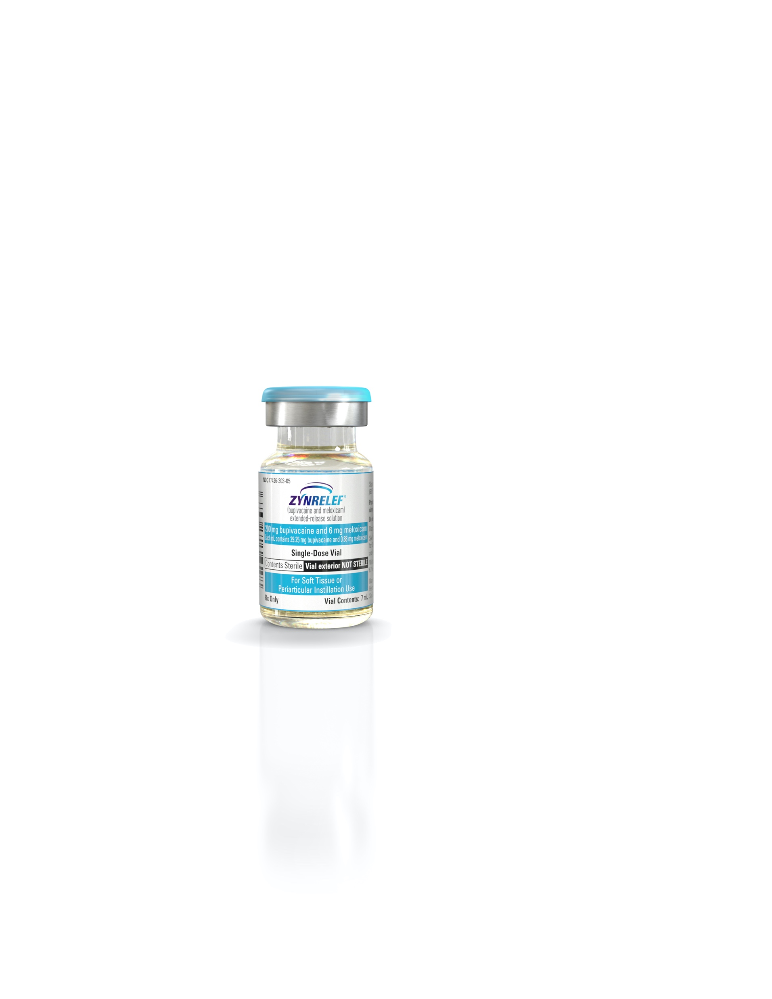 NDC 47426-303-05
ZYNRELEF®
(bupivacaine and meloxicam)
extended-release solution
200 mg bupivacaine and 6 mg meloxicam
Each mL contains 29.25 mg bupivacaine and 0.88 mg meloxicam
Single-Dose Vial
Contents Sterile Vial exterior NOT STERILE
For Soft Tissue or
Periarticular Instillation Use
Rx Only Vial Contents: 7 mL